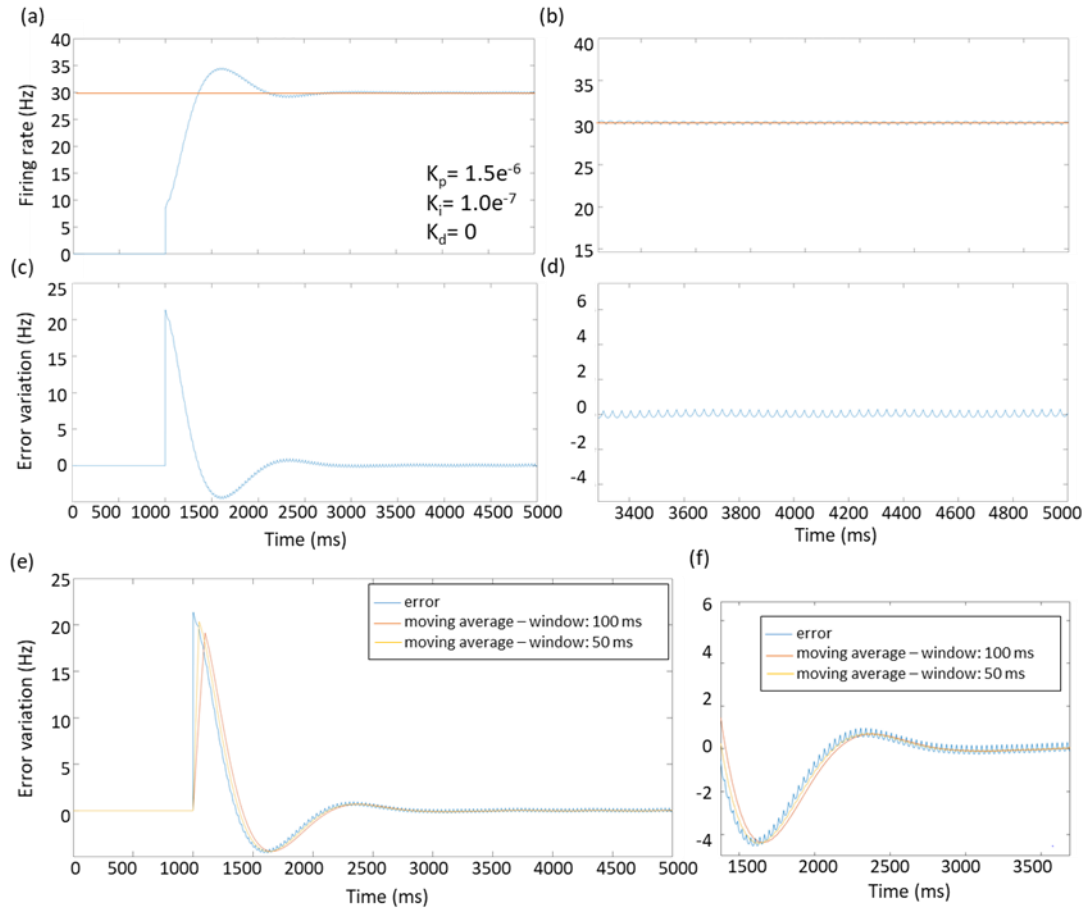 (a)
40
35
30
25
20
15
10
5
0
Firing rate (Hz)
K_p= 1.5e^-6
K_i= 1.0e^-7
K_d= 0
(b)
40
35
30
25
20
15
(c)
25
20
15
10
5
0
Error variation (Hz)
0 500 1000 1500 2000 2500 3000 3500 4000 4500 5000
Time (ms)
(d)
6
4
2
0
-2
-4
3400 3600 3800 4000 4200 4400 4600 4800 5000
Time (ms)
(e)
25
20
15
10
5
0
Error variation (Hz)
error
moving average – window: 100 ms
moving average – window: 50 ms
0 500 1000 1500 2000 2500 3000 3500 4000 4500 5000
Time (ms)
(f)
6
4
2
0
-2
-4
error
moving average – window: 100 ms
moving average – window: 50 ms
1500 2000 2500 3000 3500
Time (ms)